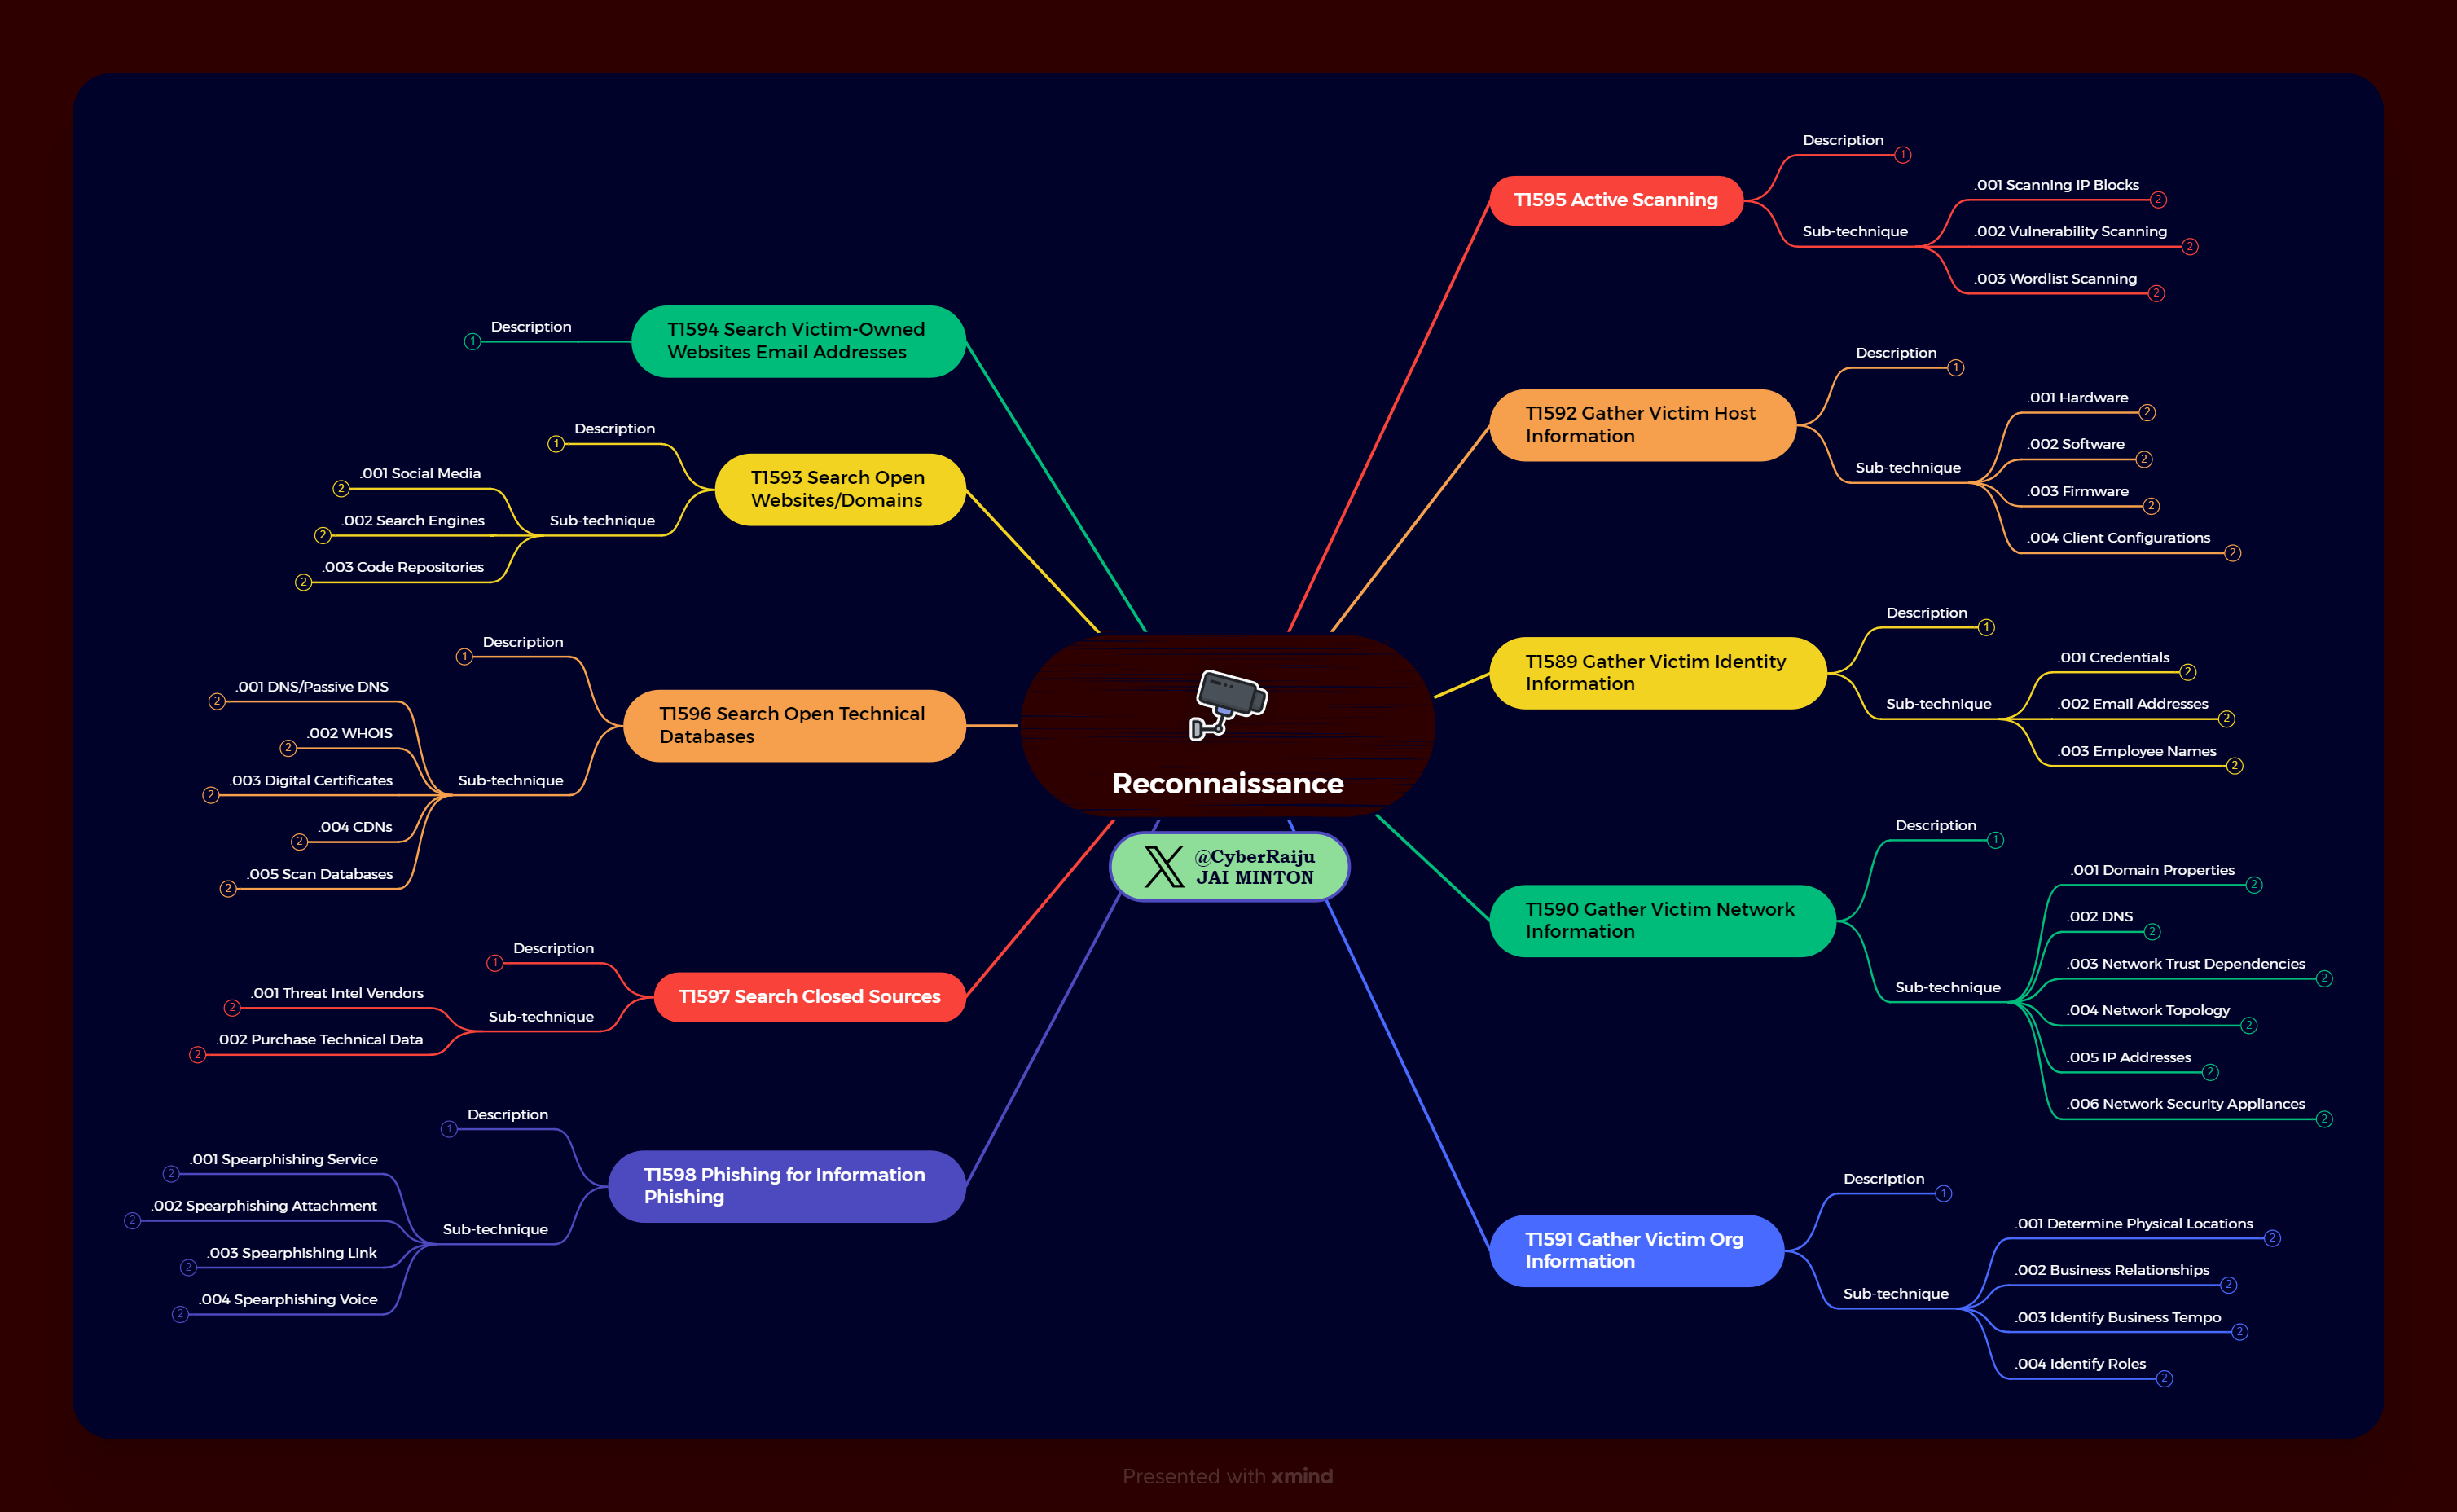 Description
1
T1595 Active Scanning
.001 Scanning IP Blocks
2
Sub-technique
.002 Vulnerability Scanning
2
.003 Wordlist Scanning
2
Description
1
T1592 Gather Victim Host
Information
.001 Hardware
2
.002 Software
2
Sub-technique
.003 Firmware
2
.004 Client Configurations
2
Description
1
T1589 Gather Victim Identity
Information
.001 Credentials
2
Sub-technique
.002 Email Addresses
2
.003 Employee Names
2
Description
1
T1590 Gather Victim Network
Information
.001 Domain Properties
2
.002 DNS
2
.003 Network Trust Dependencies
2
Sub-technique
.004 Network Topology
2
.005 IP Addresses
2
.006 Network Security Appliances
2
Description
1
T1591 Gather Victim Org
Information
.001 Determine Physical Locations
2
.002 Business Relationships
2
Sub-technique
.003 Identify Business Tempo
2
.004 Identify Roles
2
T1594 Search Victim-Owned
Websites Email Addresses
Description
1
T1593 Search Open
Websites/Domains
Description
1
Sub-technique
.001 Social Media
2
.002 Search Engines
2
.003 Code Repositories
2
T1596 Search Open Technical
Databases
Description
1
Sub-technique
.001 DNS/Passive DNS
2
.002 WHOIS
2
.003 Digital Certificates
2
.004 CDNs
2
.005 Scan Databases
2
T1597 Search Closed Sources
Description
1
Sub-technique
.001 Threat Intel Vendors
2
.002 Purchase Technical Data
2
T1598 Phishing for Information
Phishing
Description
1
Sub-technique
.001 Spearphishing Service
2
.002 Spearphishing Attachment
2
.003 Spearphishing Link
2
.004 Spearphishing Voice
2
Reconnaissance
@CyberRaiju
JAI MINTON
Presented with xmind